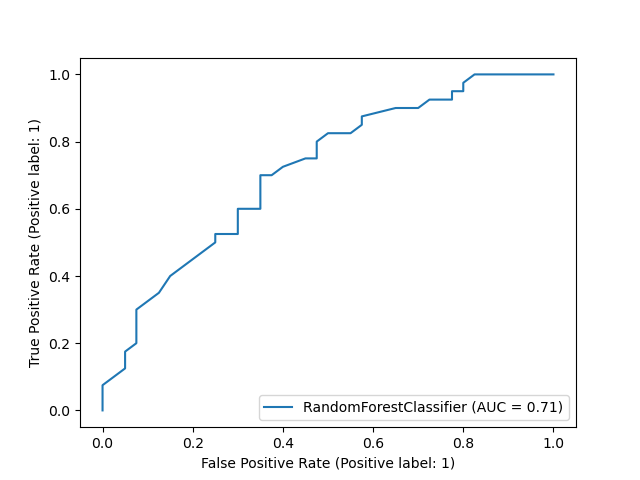 1.0
0.8
0.6
0.4
0.2
0.0
True Positive Rate (Positive label: 1)
RandomForestClassifier (AUC = 0.71)
0.0 0.2 0.4 0.6 0.8 1.0
False Positive Rate (Positive label: 1)